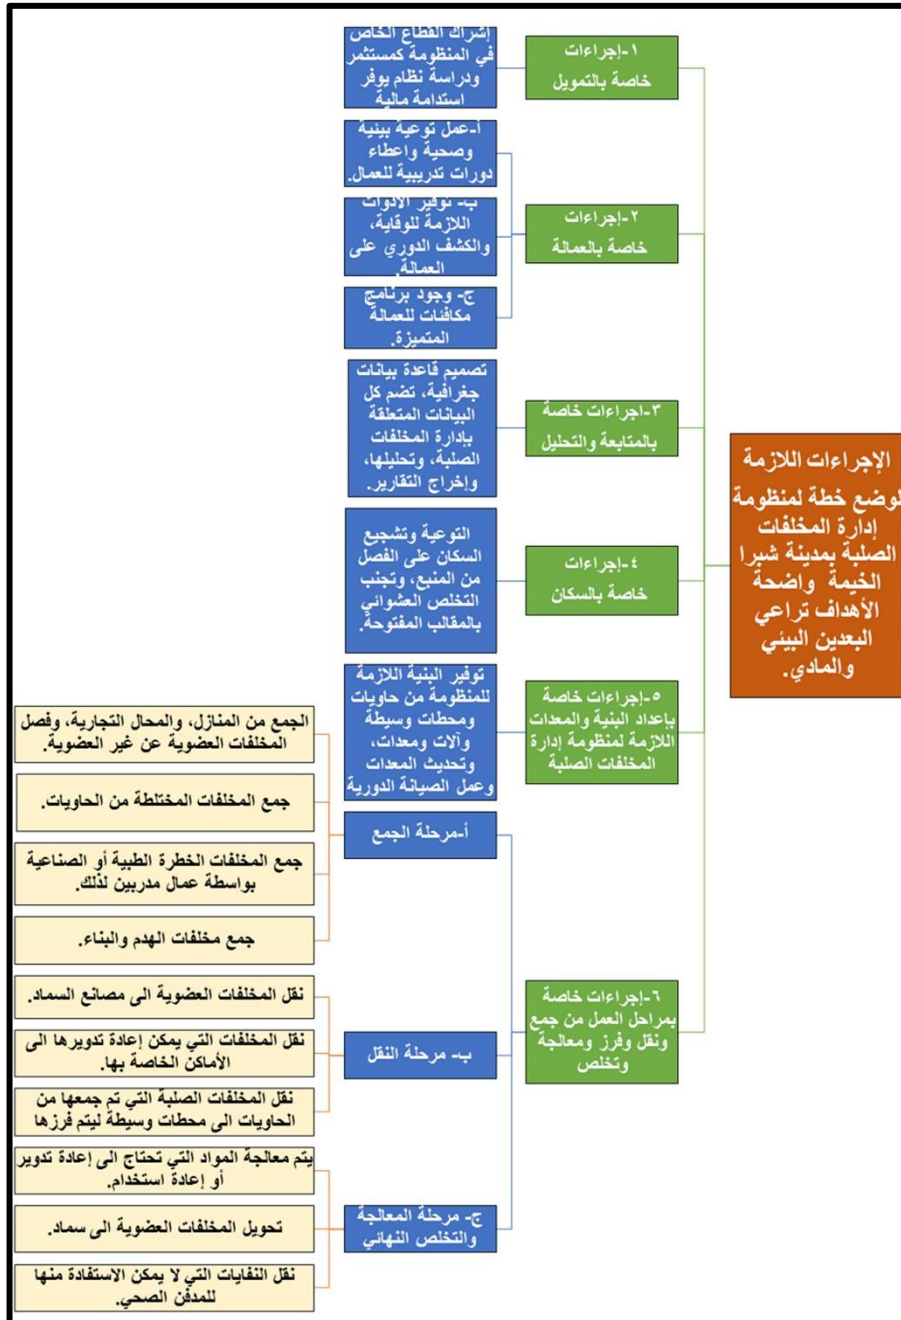 الإجراءات اللازمة
لوضع خطة لمنظومة
إدارة المخلفات
الصلبة بمدينة شبرا
الخيمة واضحة
الأهداف تراعي
البعدين البيئي
والمادي.
١-إجراءات
خاصة بالتمويل
إشراك القطاع الخاص
في المنظومة كمستثمر
ودراسة نظام يوفر
استدامة مالية
٢-إجراءات
خاصة بالعمالة
أ-عمل توعية بيئية
وصحية واعطاء
دورات تدريبية للعمال.
ب- توفير الأدوات
اللازمة للوقاية،
والكشف الدوري على
العمالة.
ج- وجود برنامج
مكافئات للعمالة
المتميزة.
٣-اجراءات خاصة
بالمتابعة والتحليل
تصميم قاعدة بيانات
جغرافية، تضم كل
البيانات المتعلقة
بإدارة المخلفات
الصلبة، وتحليلها،
وإخراج التقارير.
٤-إجراءات
خاصة بالسكان
التوعية وتشجيع
السكان على الفصل
من المنبع، وتجنب
التخلص العشوائي
بالمقالب المفتوحة.
٥-إجراءات خاصة
بإعداد البنية والمعدات
اللازمة لمنظومة إدارة
المخلفات الصلبة
توفير البنية اللازمة
للمنظومة من حاويات
ومحطات وسيطة
وآلات ومعدات،
وتحديث المعدات
وعمل الصيانة الدورية
٦-إجراءات خاصة
بمراحل العمل من جمع
ونقل وفرز ومعالجة
وتخلص
أ-مرحلة الجمع
الجمع من المنازل، والمحال التجارية، وفصل
المخلفات العضوية عن غير العضوية.
جمع المخلفات المختلطة من الحاويات.
جمع المخلفات الخطرة الطبية أو الصناعية
بواسطة عمال مدربين لذلك.
جمع مخلفات الهدم والبناء.
ب- مرحلة النقل
نقل المخلفات العضوية الى مصانع السماد.
نقل المخلفات التي يمكن إعادة تدويرها الى
الأماكن الخاصة بها.
نقل المخلفات الصلبة التي تم جمعها من
الحاويات الى محطات وسيطة ليتم فرزها
ج- مرحلة المعالجة
والتخلص النهائي
يتم معالجة المواد التي تحتاج الى إعادة تدوير
أو إعادة استخدام.
تحويل المخلفات العضوية الى سماد.
نقل النفايات التي لا يمكن الاستفادة منها
للمدفن الصحي.